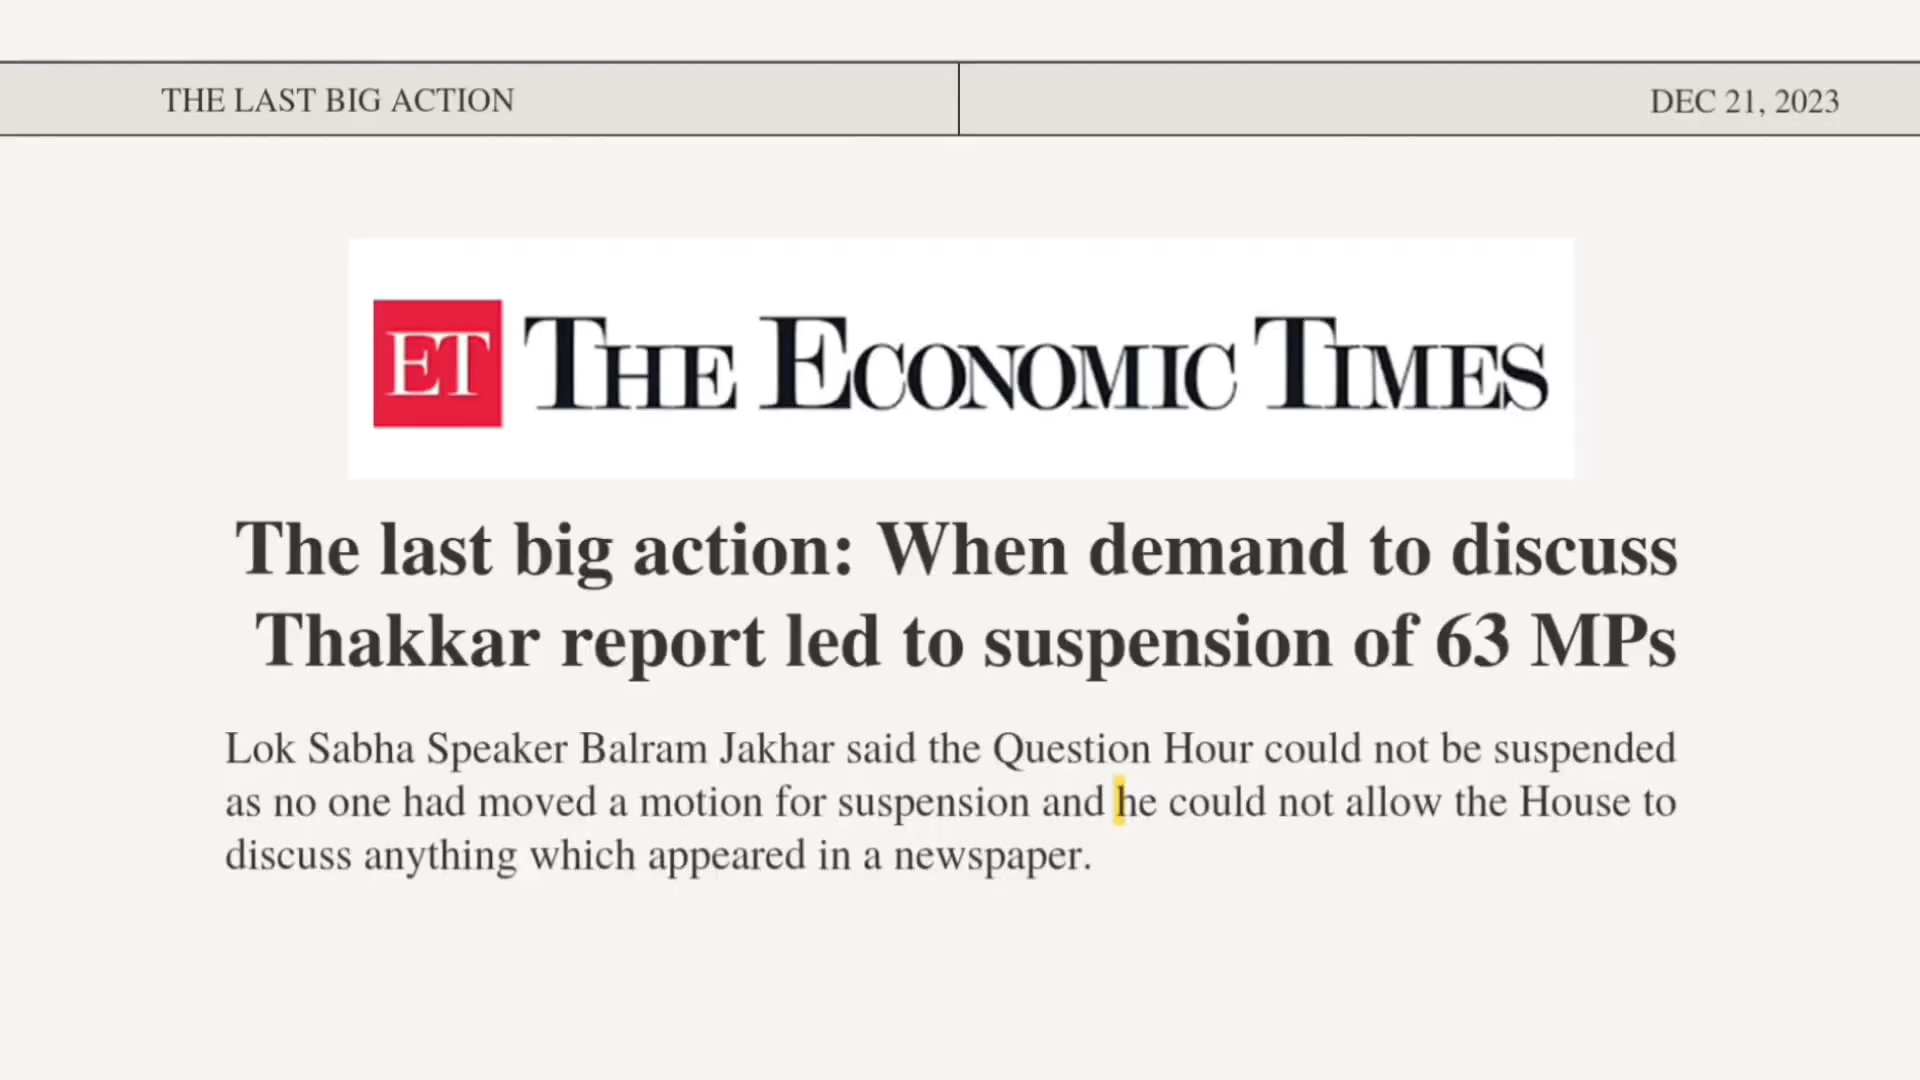 THE LAST BIG ACTION
DEC 21, 2023
ET THE ECONOMIC TIMES
The last big action: When demand to discuss
Thakkar report led to suspension of 63 MPs
Lok Sabha Speaker Balram Jakhar said the Question Hour could not be suspended
as no one had moved a motion for suspension and he could not allow the House to
discuss anything which appeared in a newspaper.